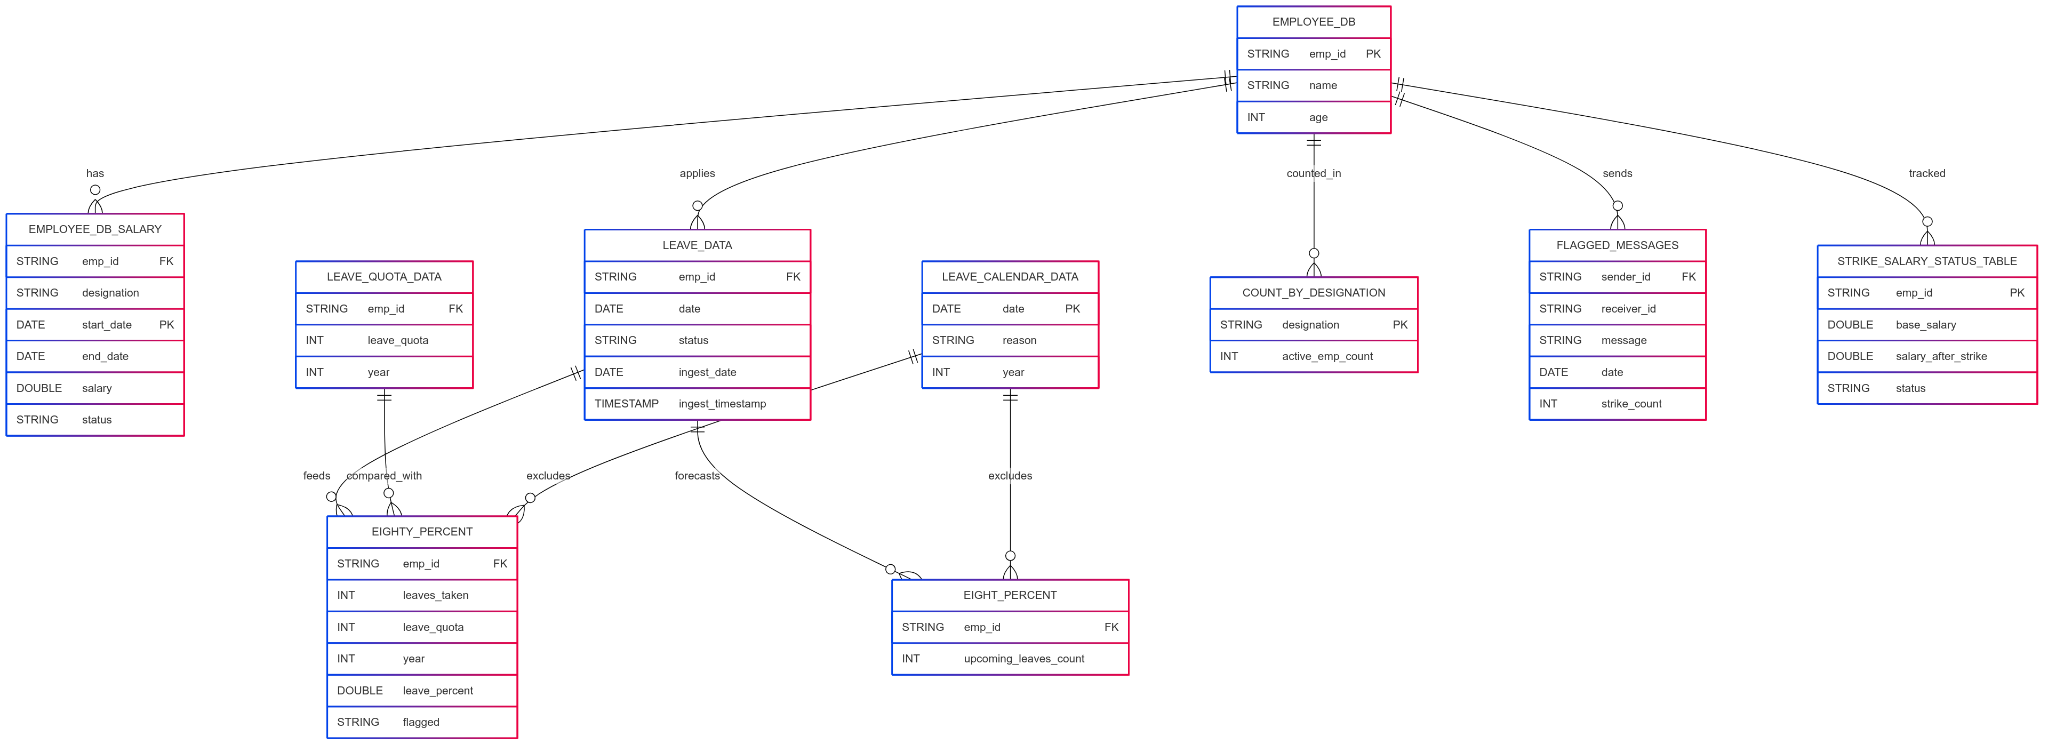 EMPLOYEE_DB
STRING emp_id PK
STRING name
INT age
has
applies
counted_in
sends
tracked
EMPLOYEE_DB_SALARY
STRING emp_id FK
STRING designation
DATE start_date PK
DATE end_date
DOUBLE salary
STRING status
LEAVE_QUOTA_DATA
STRING emp_id FK
INT leave_quota
INT year
LEAVE_DATA
STRING emp_id FK
DATE date
STRING status
DATE ingest_date
TIMESTAMP ingest_timestamp
LEAVE_CALENDAR_DATA
DATE date PK
STRING reason
INT year
COUNT_BY_DESIGNATION
STRING designation PK
INT active_emp_count
FLAGGED_MESSAGES
STRING sender_id FK
STRING receiver_id
STRING message
DATE date
INT strike_count
STRIKE_SALARY_STATUS_TABLE
STRING emp_id PK
DOUBLE base_salary
DOUBLE salary_after_strike
STRING status
feeds
compared_with
excludes
forecasts
excludes
EIGHTY_PERCENT
STRING emp_id FK
INT leaves_taken
INT leave_quota
INT year
DOUBLE leave_percent
STRING flagged
EIGHT_PERCENT
STRING emp_id FK
INT upcoming_leaves_count